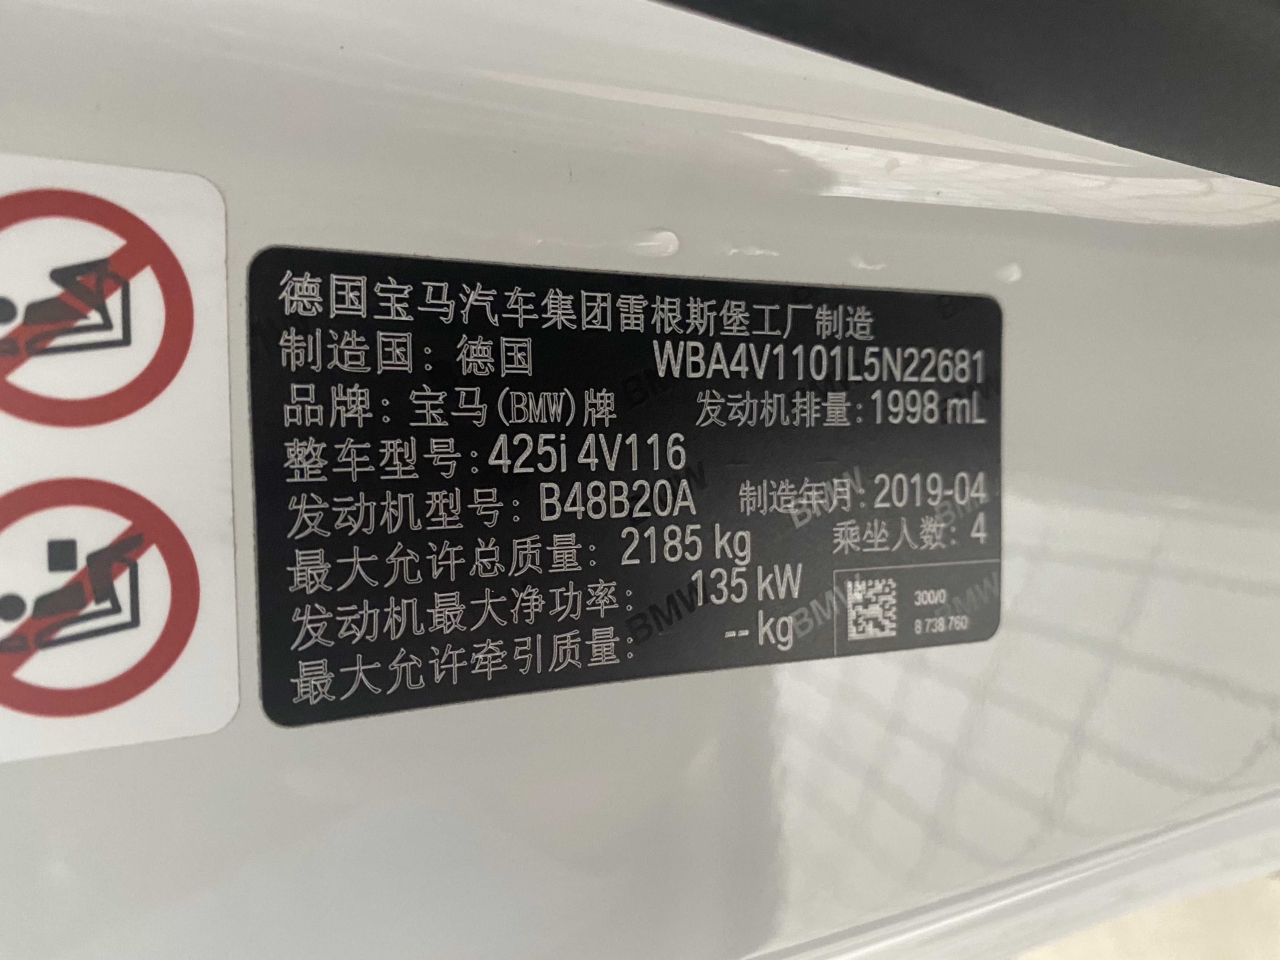 德国宝马汽车集团雷根斯堡工厂制造
制造国：德国 WBA4V1101L5N22681
品牌：宝马(BMW)牌 发动机排量：1998 mL
整车型号：425i 4V116
发动机型号：B48B20A 制造年月：2019-04
最大允许总质量：2185 kg 乘坐人数：4
发动机最大净功率：135 kW
最大允许牵引质量：-- kg
300/0
8 738 760